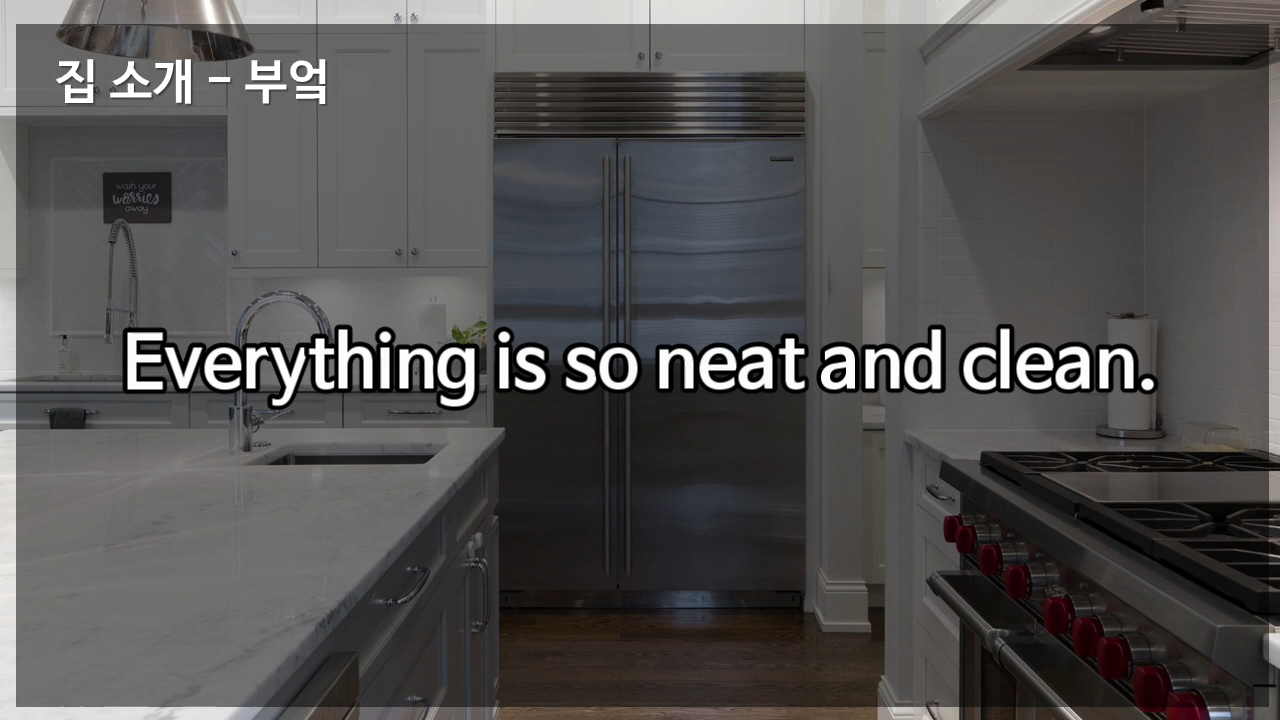 집 소개 - 부엌
wash your
worries
away
Everything is so neat and clean.